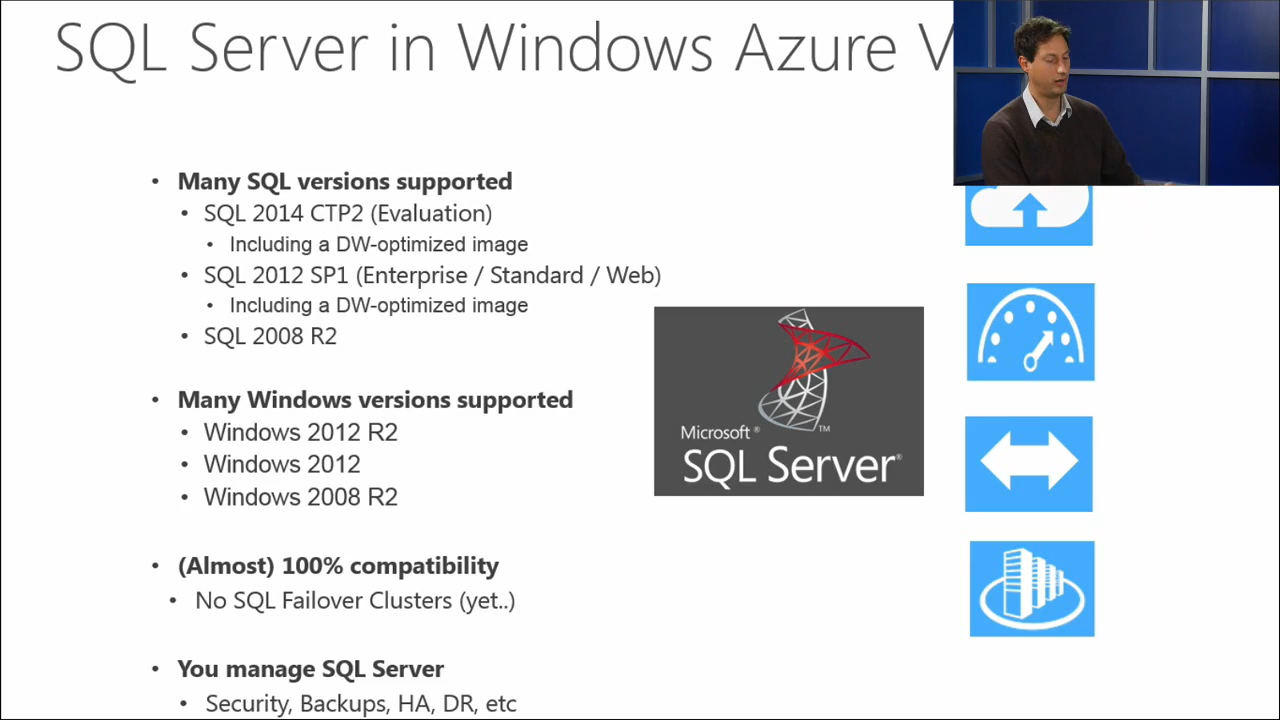 SQL Server in Windows Azure V
• Many SQL versions supported
• SQL 2014 CTP2 (Evaluation)
• Including a DW-optimized image
• SQL 2012 SP1 (Enterprise / Standard / Web)
• Including a DW-optimized image
• SQL 2008 R2
• Many Windows versions supported
• Windows 2012 R2
• Windows 2012
• Windows 2008 R2
• (Almost) 100% compatibility
• No SQL Failover Clusters (yet..)
• You manage SQL Server
• Security, Backups, HA, DR, etc
Microsoft®
SQL Server®
™